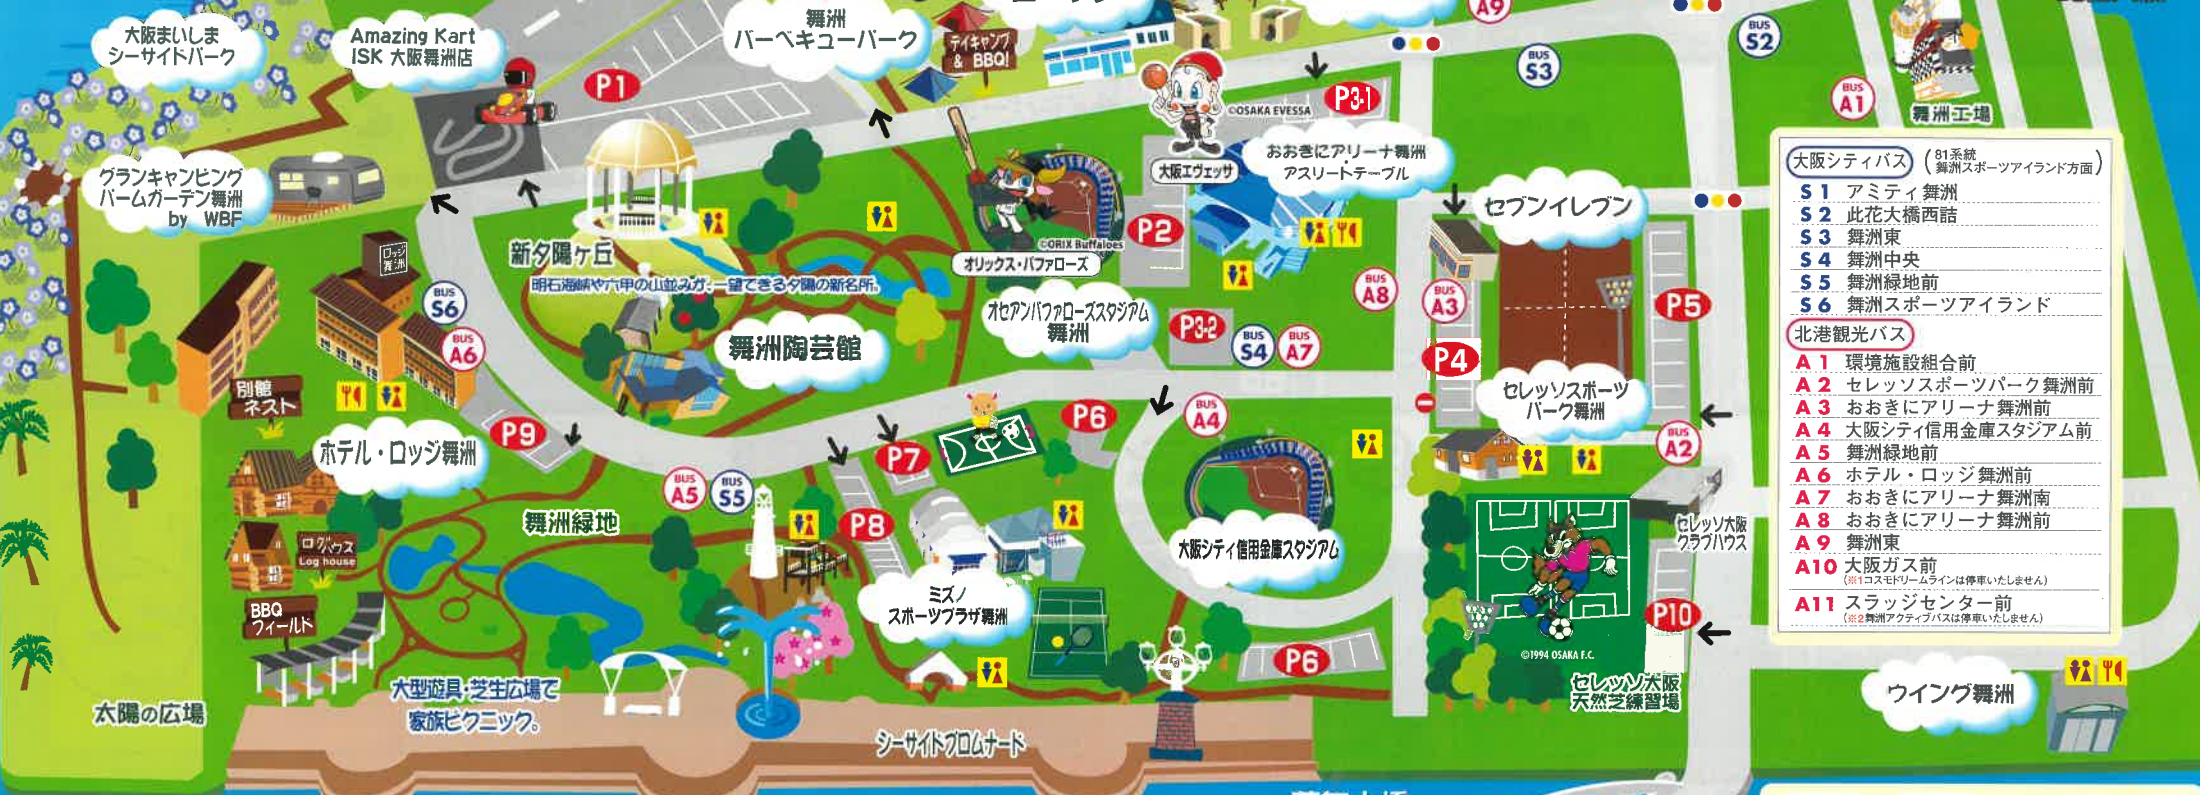 大阪まいしま
シーサイドパーク
Amazing Kart
ISK 大阪舞洲店
P1
舞洲
バーベキューパーク
デイキャンプ
& BBQ!
A9
BUS
S3
BUS
S2
BUS
A1
舞洲工場
©OSAKA EVESSA
P3-1
大阪エヴェッサ
おおきにアリーナ舞洲
・
アスリートテーブル
グランキャンピング
パームガーデン舞洲
by WBF
ロッジ
舞洲
新夕陽ヶ丘
明石海峡や六甲の山並みが、一望できる夕陽の新名所。
©ORIX Buffaloes
オリックス・バファローズ
P2
セブンイレブン
BUS
S6
BUS
A6
舞洲陶芸館
オセアンバファローズスタジアム
舞洲
P3-2
BUS
S4
BUS
A7
BUS
A8
BUS
A3
P4
P5
セレッソスポーツ
パーク舞洲
別館
ネスト
ホテル・ロッジ舞洲
P9
P7
P6
BUS
A4
BUS
A2
BUS
A5
BUS
S5
舞洲緑地
P8
ログハウス
Log house
BBQ
フィールド
ミズノ
スポーツプラザ舞洲
大阪シティ信用金庫スタジアム
セレッソ大阪
クラブハウス
P10
©1994 OSAKA F.C.
セレッソ大阪
天然芝練習場
P6
太陽の広場
大型遊具・芝生広場で
家族ピクニック。
シーサイドプロムナード
ウイング舞洲
大阪シティバス (81系統
舞洲スポーツアイランド方面)
S 1 アミティ舞洲
S 2 此花大橋西詰
S 3 舞洲東
S 4 舞洲中央
S 5 舞洲緑地前
S 6 舞洲スポーツアイランド
北港観光バス
A 1 環境施設組合前
A 2 セレッソスポーツパーク舞洲前
A 3 おおきにアリーナ舞洲前
A 4 大阪シティ信用金庫スタジアム前
A 5 舞洲緑地前
A 6 ホテル・ロッジ舞洲前
A 7 おおきにアリーナ舞洲南
A 8 おおきにアリーナ舞洲前
A 9 舞洲東
A10 大阪ガス前
(※1コスモドリームラインは停車いたしません)
A11 スラッジセンター前
(※2舞洲アクティブバスは停車いたしません)